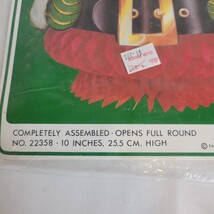 COMPLETELY ASSEMBLED · OPENS FULL ROUND
NO. 22358 · 10 INCHES, 25.5 CM. HIGH